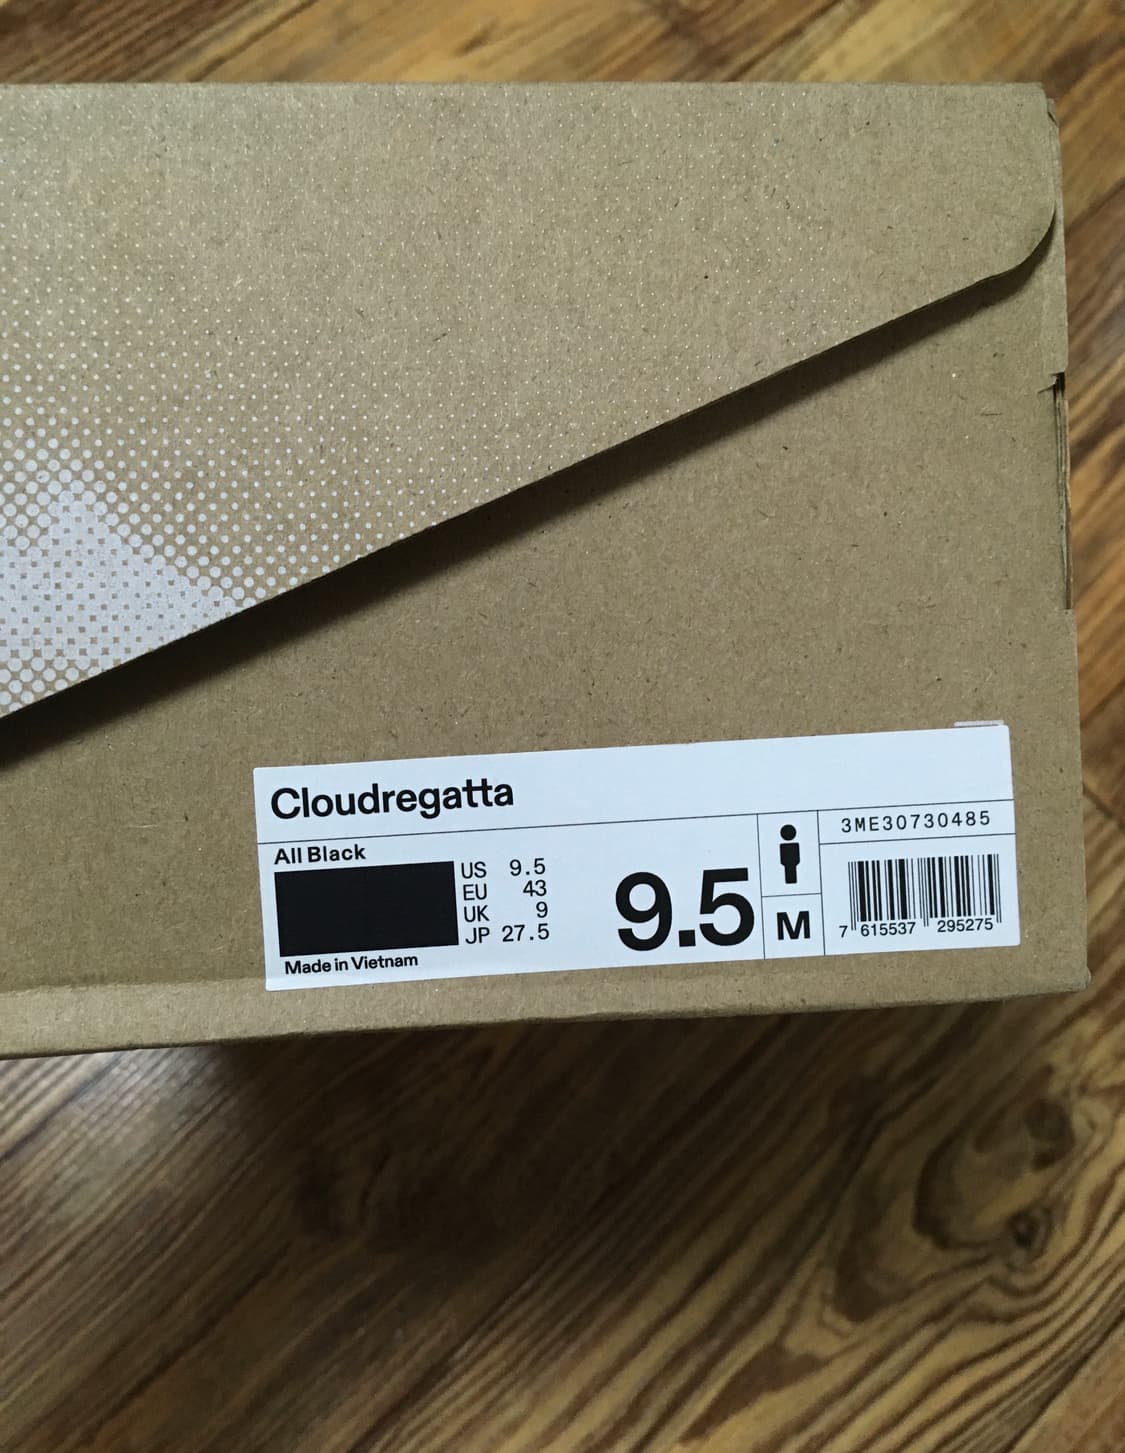 Cloudregatta
All Black
US 9.5
EU 43
UK 9
JP 27.5
Made in Vietnam
9.5
M
3ME30730485
7 615537 295275